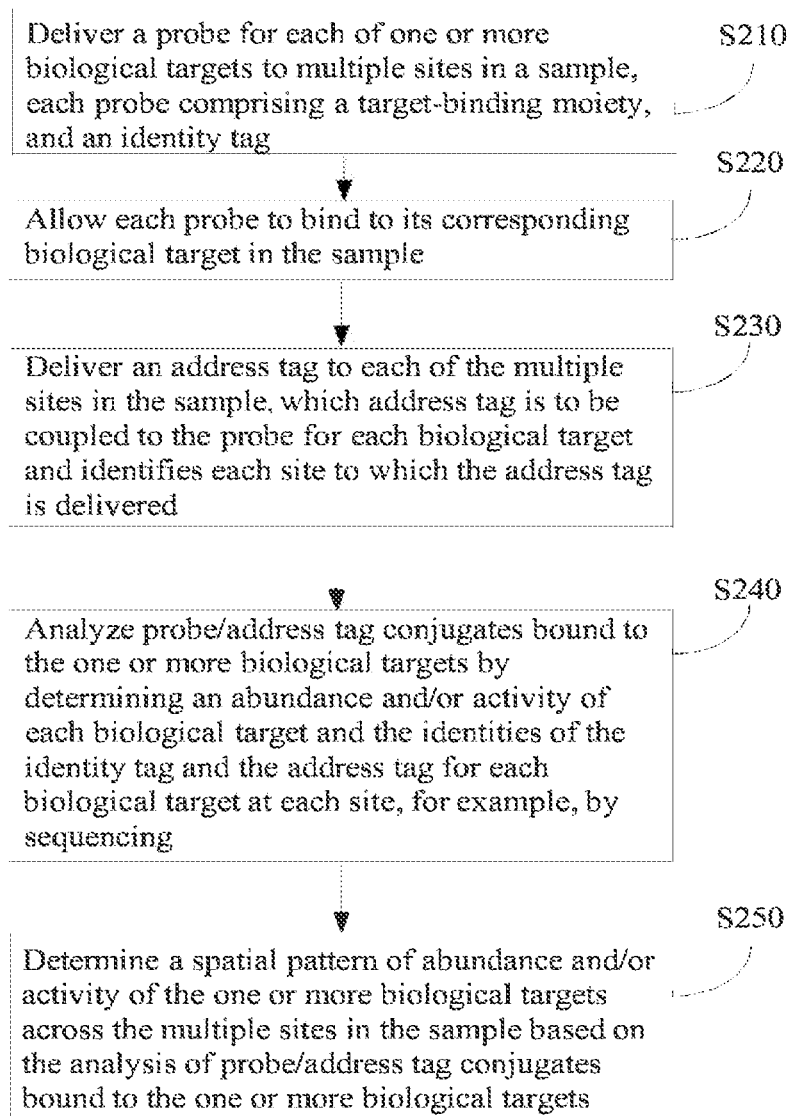 Deliver a probe for each of one or more
biological targets to multiple sites in a sample,
each probe comprising a target-binding moiety,
and an identity tag
S210
Allow each probe to bind to its corresponding
biological target in the sample
S220
Deliver an address tag to each of the multiple
sites in the sample, which address tag is to be
coupled to the probe for each biological target
and identifies each site to which the address tag
is delivered
S230
Analyze probe/address tag conjugates bound to
the one or more biological targets by
determining an abundance and/or activity of
each biological target and the identities of the
identity tag and the address tag for each
biological target at each site, for example, by
sequencing
S240
Determine a spatial pattern of abundance and/or
activity of the one or more biological targets
across the multiple sites in the sample based on
the analysis of probe/address tag conjugates
bound to the one or more biological targets
S250